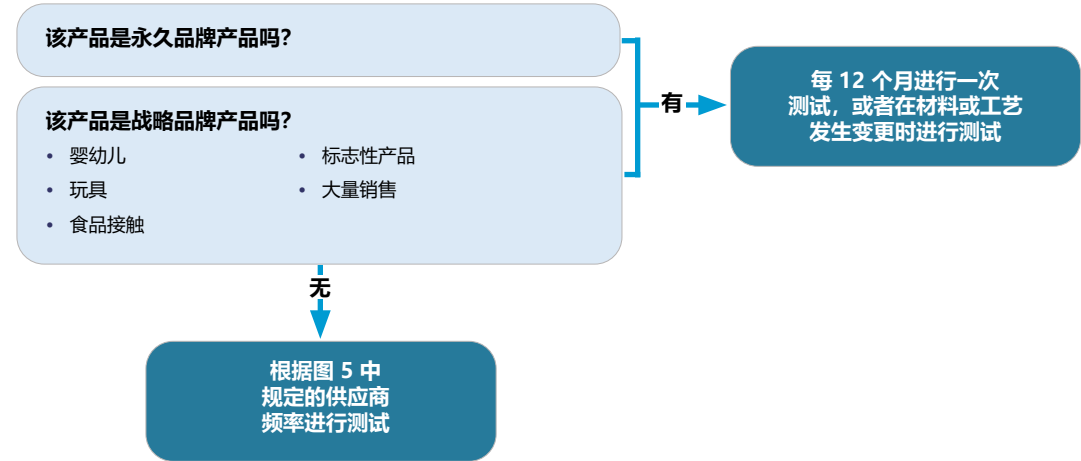 该产品是永久品牌产品吗？
该产品是战略品牌产品吗？
• 婴幼儿
• 玩具
• 食品接触
• 标志性产品
• 大量销售
有
每 12 个月进行一次
测试，或者在材料或工艺
发生变更时进行测试
无
根据图 5 中
规定的供应商
频率进行测试